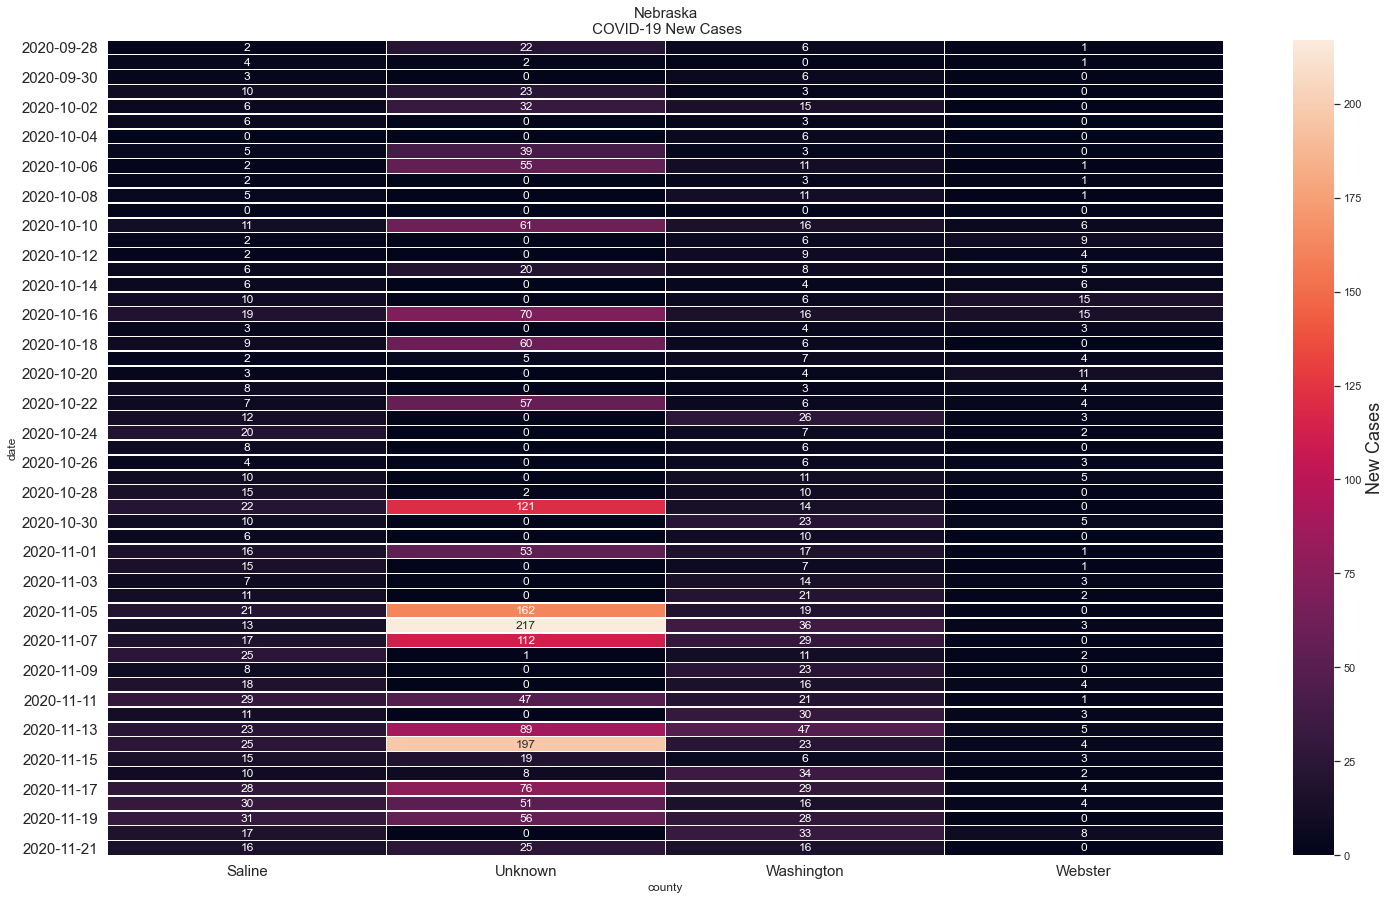 Nebraska
COVID-19 New Cases
2020-09-28 2 22 6 1
4 2 0 1
2020-09-30 3 0 6 0
10 23 3 0
2020-10-02 6 32 15 0
6 0 3 0
2020-10-04 0 0 6 0
5 39 3 0
2020-10-06 2 55 11 1
2 0 3 1
2020-10-08 5 0 11 1
0 0 0 0
2020-10-10 11 61 16 6
2 0 6 9
2020-10-12 2 0 9 4
6 20 8 5
2020-10-14 6 0 4 6
10 0 6 15
2020-10-16 19 70 16 15
3 0 4 3
2020-10-18 9 60 6 0
2 5 7 4
2020-10-20 3 0 4 11
8 0 3 4
2020-10-22 7 57 6 4
12 0 26 3
2020-10-24 20 0 7 2
8 0 6 0
2020-10-26 4 0 6 3
10 0 11 5
2020-10-28 15 2 10 0
22 121 14 0
2020-10-30 10 0 23 5
6 0 10 0
2020-11-01 16 53 17 1
15 0 7 1
2020-11-03 7 0 14 3
11 0 21 2
2020-11-05 21 162 19 0
13 217 36 3
2020-11-07 17 112 29 0
25 1 11 2
2020-11-09 8 0 23 0
18 0 16 4
2020-11-11 29 47 21 1
11 0 30 3
2020-11-13 23 89 47 5
25 197 23 4
2020-11-15 15 19 6 3
10 8 34 2
2020-11-17 28 76 29 4
30 51 16 4
2020-11-19 31 56 28 0
17 0 33 8
2020-11-21 16 25 16 0
Saline Unknown Washington Webster
county
date
200
175
150
125
100
75
50
25
0
New Cases